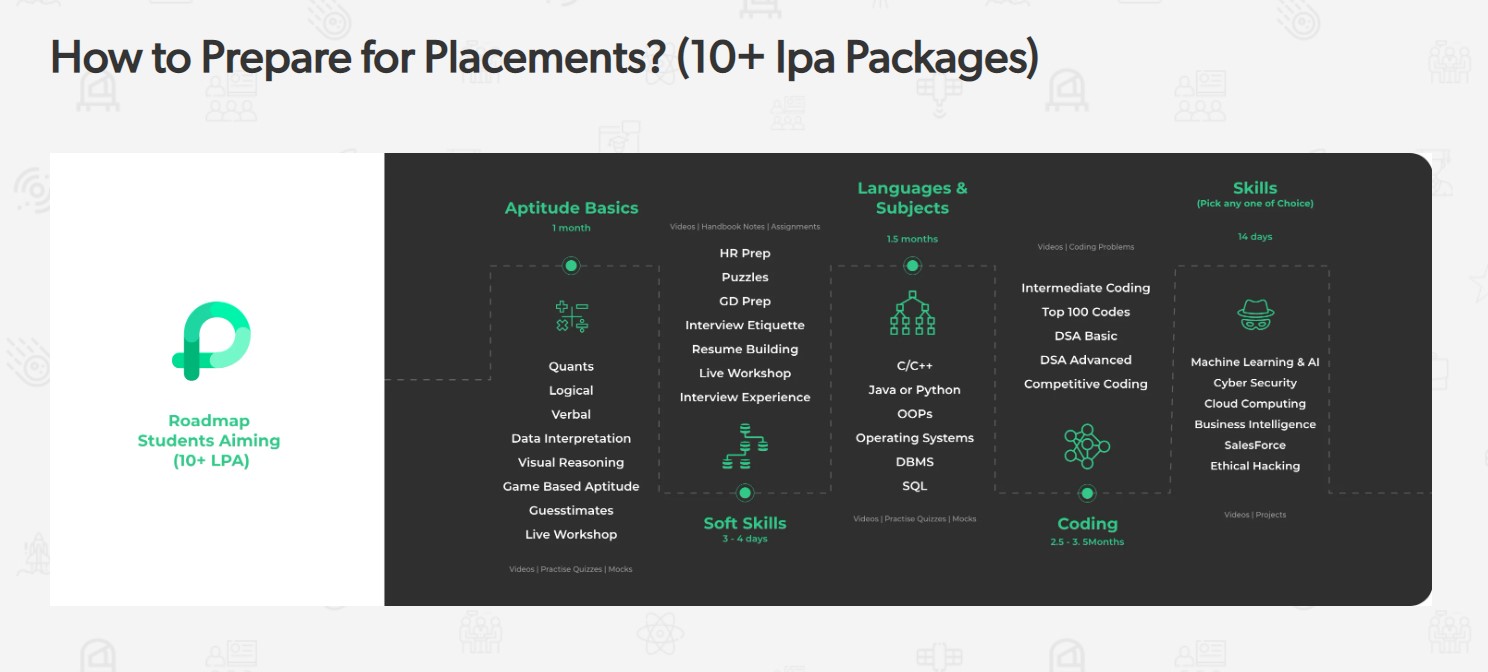 How to Prepare for Placements? (10+ lpa Packages)
Roadmap
Students Aiming
(10+ LPA)
Aptitude Basics
1 month
Quants
Logical
Verbal
Data Interpretation
Visual Reasoning
Game Based Aptitude
Guesstimates
Live Workshop
Videos | Practise Quizzes | Mocks
Videos | Handbook Notes | Assignments
HR Prep
Puzzles
GD Prep
Interview Etiquette
Resume Building
Live Workshop
Interview Experience
Soft Skills
3 - 4 days
Languages &
Subjects
1.5 months
C/C++
Java or Python
OOPs
Operating Systems
DBMS
SQL
Videos | Practise Quizzes | Mocks
Videos | Coding Problems
Intermediate Coding
Top 100 Codes
DSA Basic
DSA Advanced
Competitive Coding
Coding
2.5 - 3. 5Months
Skills
(Pick any one of Choice)
14 days
Machine Learning & AI
Cyber Security
Cloud Computing
Business Intelligence
SalesForce
Ethical Hacking
Videos | Projects